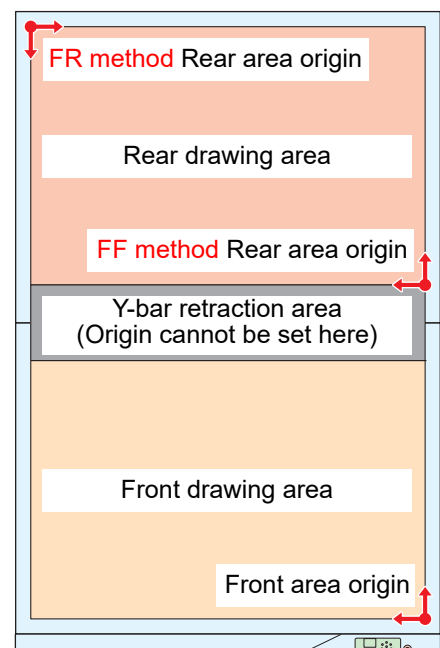 FR method Rear area origin
Rear drawing area
FF method Rear area origin
Y-bar retraction area
(Origin cannot be set here)
Front drawing area
Front area origin